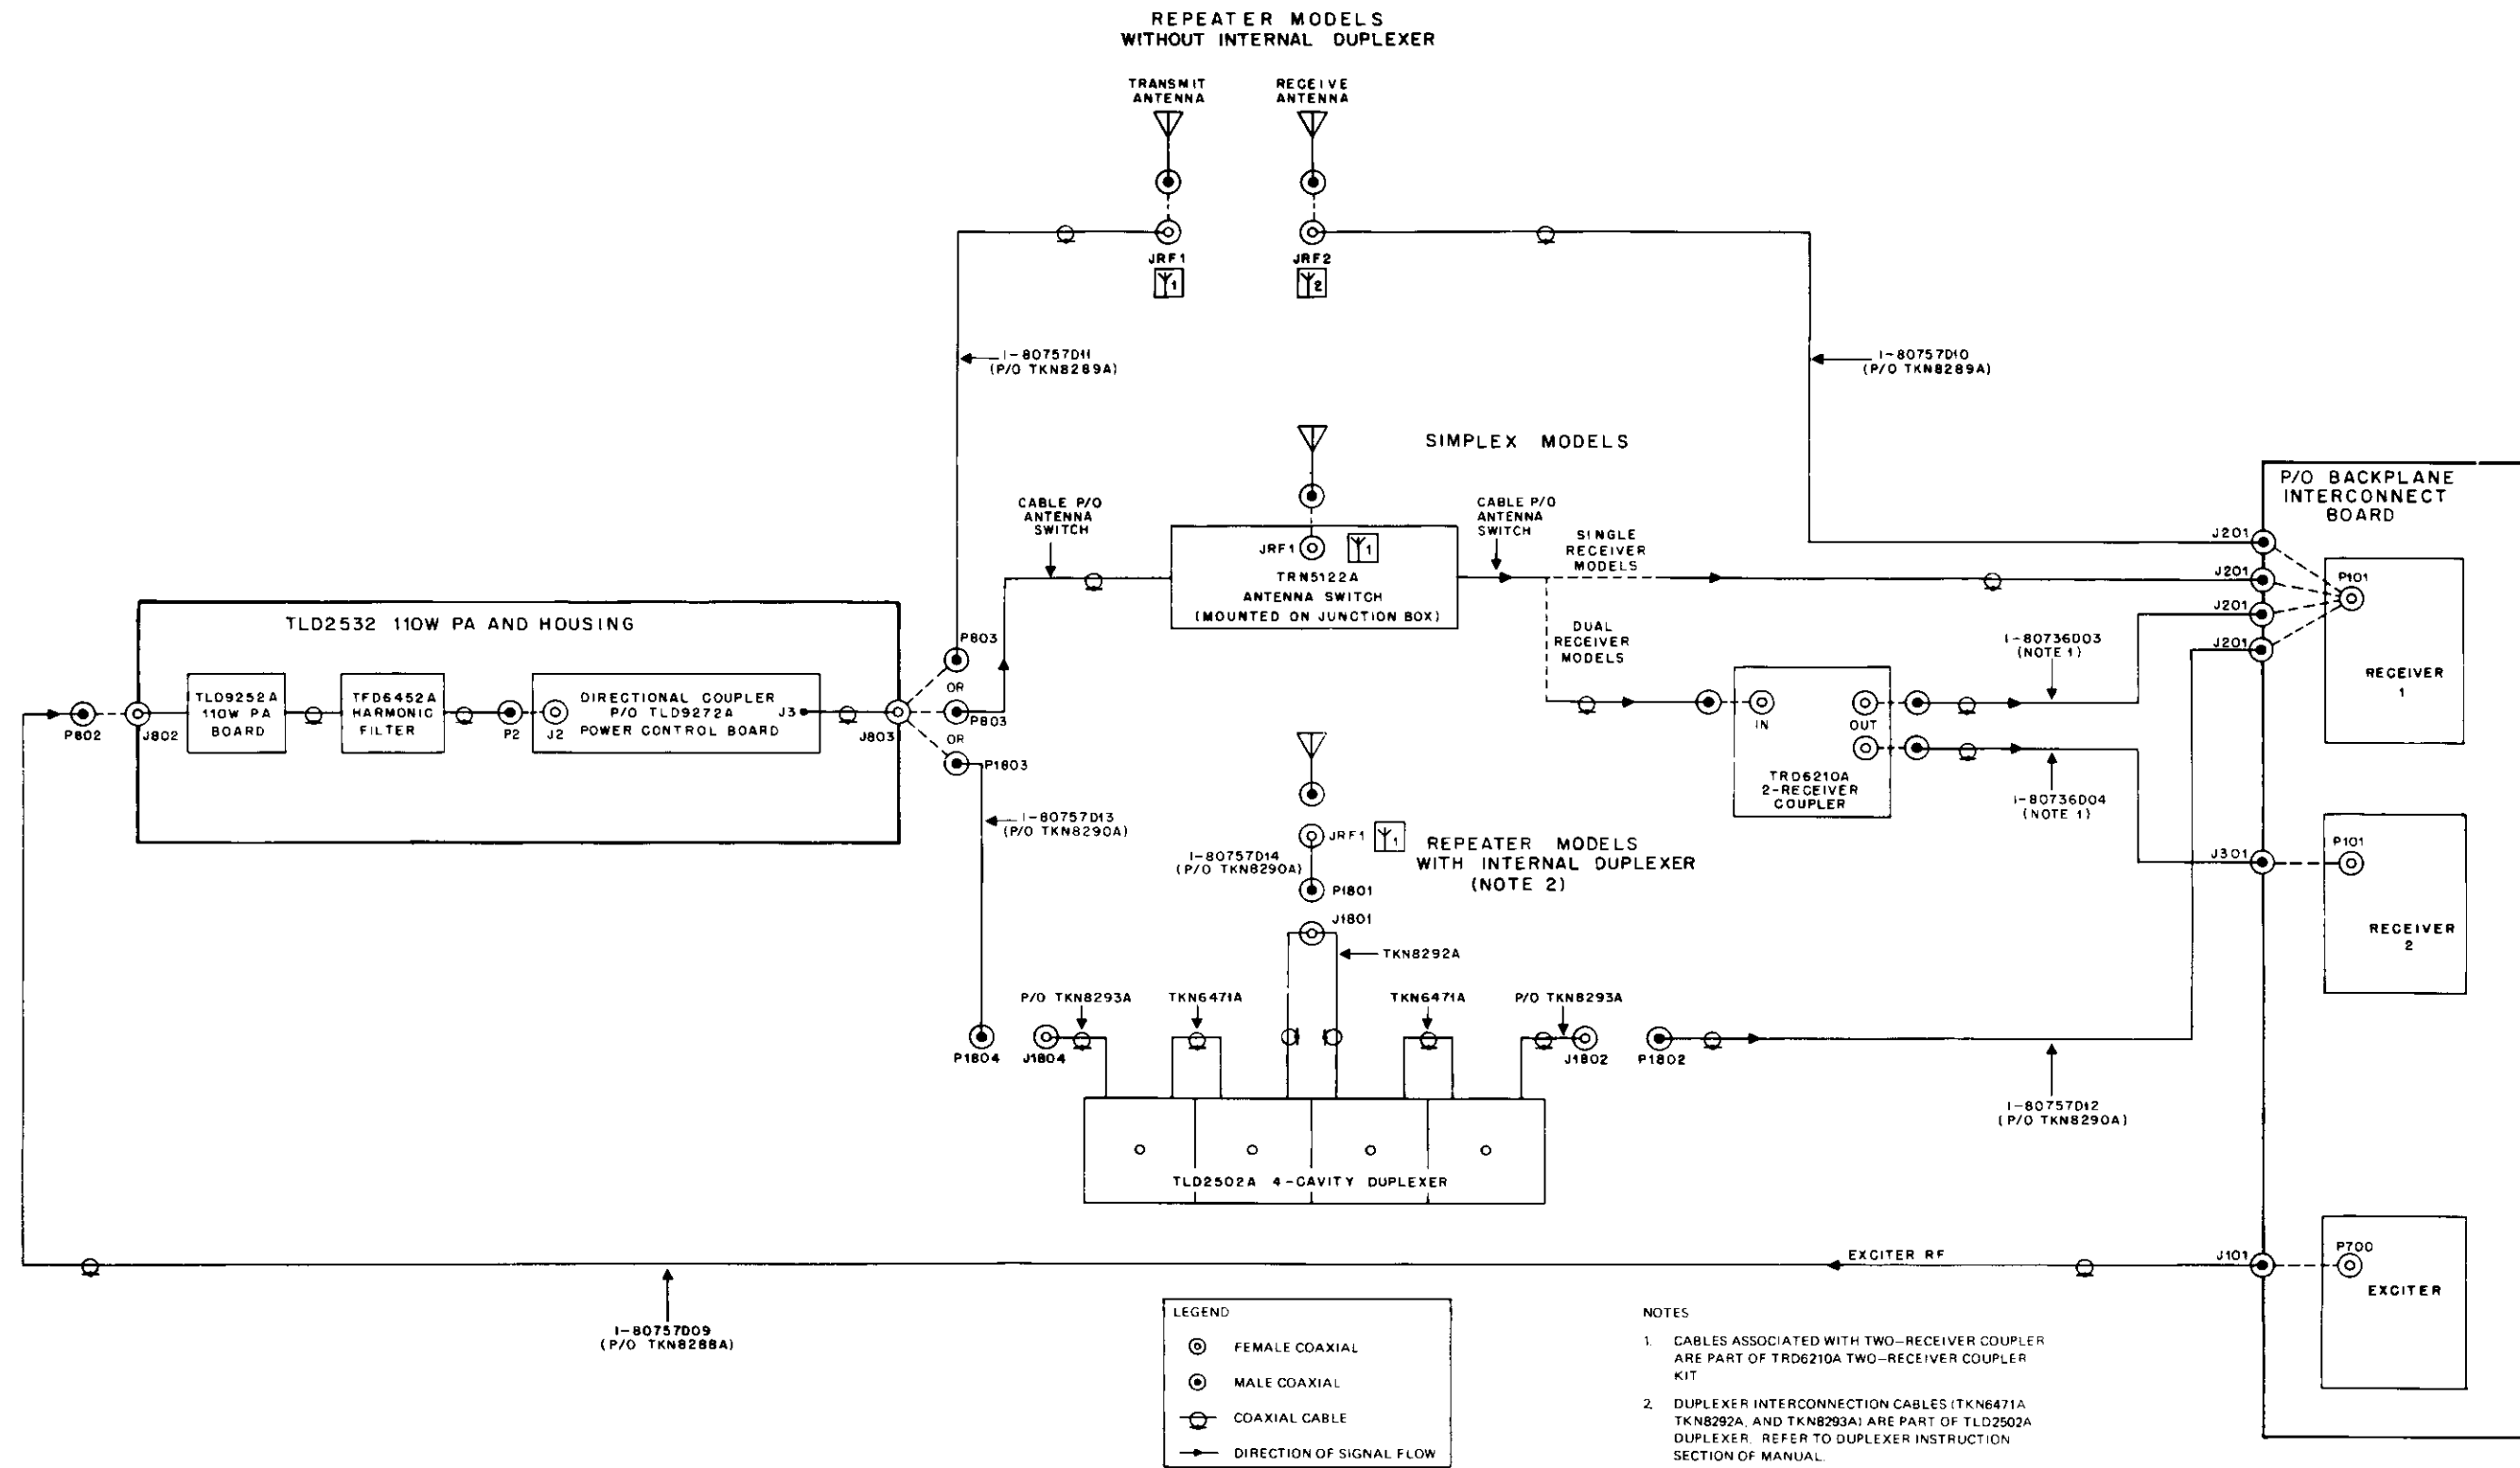 REPEATER MODELS
WITHOUT INTERNAL DUPLEXER
TRANSMIT
ANTENNA
RECEIVE
ANTENNA
JRF1
1
JRF2
2
1-80757D11
(P/O TKN8289A)
1-80757D10
(P/O TKN8289A)
SIMPLEX MODELS
CABLE P/O
ANTENNA
SWITCH
JRF1
1
TRN5122A
ANTENNA SWITCH
(MOUNTED ON JUNCTION BOX)
CABLE P/O
ANTENNA
SWITCH
SINGLE
RECEIVER
MODELS
DUAL
RECEIVER
MODELS
P/O BACKPLANE
INTERCONNECT
BOARD
J201
J201
J201
J201
P101
RECEIVER
1
1-80736D03
(NOTE 1)
IN
OUT
TRD6210A
2-RECEIVER
COUPLER
1-80736D04
(NOTE 1)
J301
P101
RECEIVER
2
TLD2532 110W PA AND HOUSING
P802
J802
TLD9252A
110W PA
BOARD
TFD6452A
HARMONIC
FILTER
P2
J2
DIRECTIONAL COUPLER
P/O TLD9272A
POWER CONTROL BOARD
J3
J803
P803
OR
P803
OR
P1803
1-80757D13
(P/O TKN8290A)
JRF1
1
REPEATER MODELS
WITH INTERNAL DUPLEXER
(NOTE 2)
1-80757D14
(P/O TKN8290A)
P1801
J1801
TKN8292A
P/O TKN8293A
TKN6471A
TKN6471A
P/O TKN8293A
P1804
J1804
J1802
P1802
1-80757D12
(P/O TKN8290A)
TLD2502A 4-CAVITY DUPLEXER
EXCITER RF
J101
P700
EXCITER
1-80757D09
(P/O TKN8288A)
LEGEND
FEMALE COAXIAL
MALE COAXIAL
COAXIAL CABLE
DIRECTION OF SIGNAL FLOW
NOTES
1. CABLES ASSOCIATED WITH TWO-RECEIVER COUPLER
ARE PART OF TRD6210A TWO-RECEIVER COUPLER
KIT
2. DUPLEXER INTERCONNECTION CABLES (TKN6471A
TKN8292A, AND TKN8293A) ARE PART OF TLD2502A
DUPLEXER. REFER TO DUPLEXER INSTRUCTION
SECTION OF MANUAL.